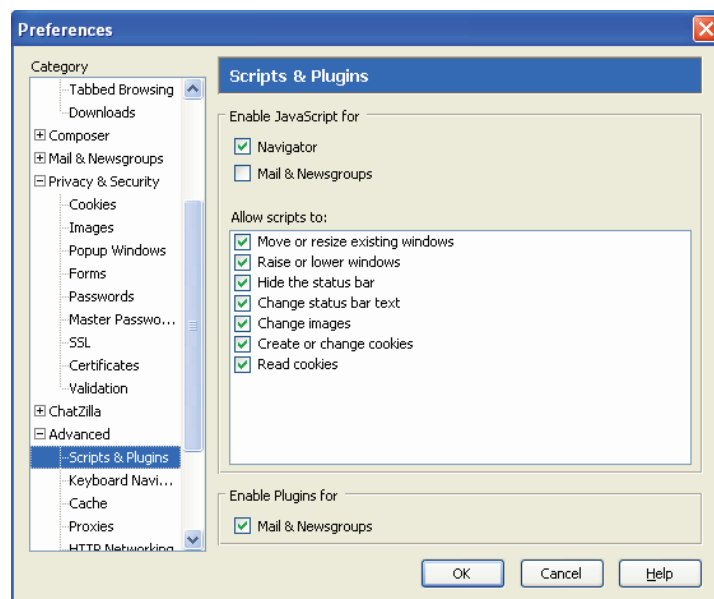 Preferences
Category
Tabbed Browsing
Downloads
Composer
Mail & Newsgroups
Privacy & Security
Cookies
Images
Popup Windows
Forms
Passwords
Master Passwo...
SSL
Certificates
Validation
ChatZilla
Advanced
Scripts & Plugins
Keyboard Navi...
Cache
Proxies
HTTP Networking
Scripts & Plugins
Enable JavaScript for
Navigator
Mail & Newsgroups
Allow scripts to:
Move or resize existing windows
Raise or lower windows
Hide the status bar
Change status bar text
Change images
Create or change cookies
Read cookies
Enable Plugins for
Mail & Newsgroups
OK
Cancel
Help